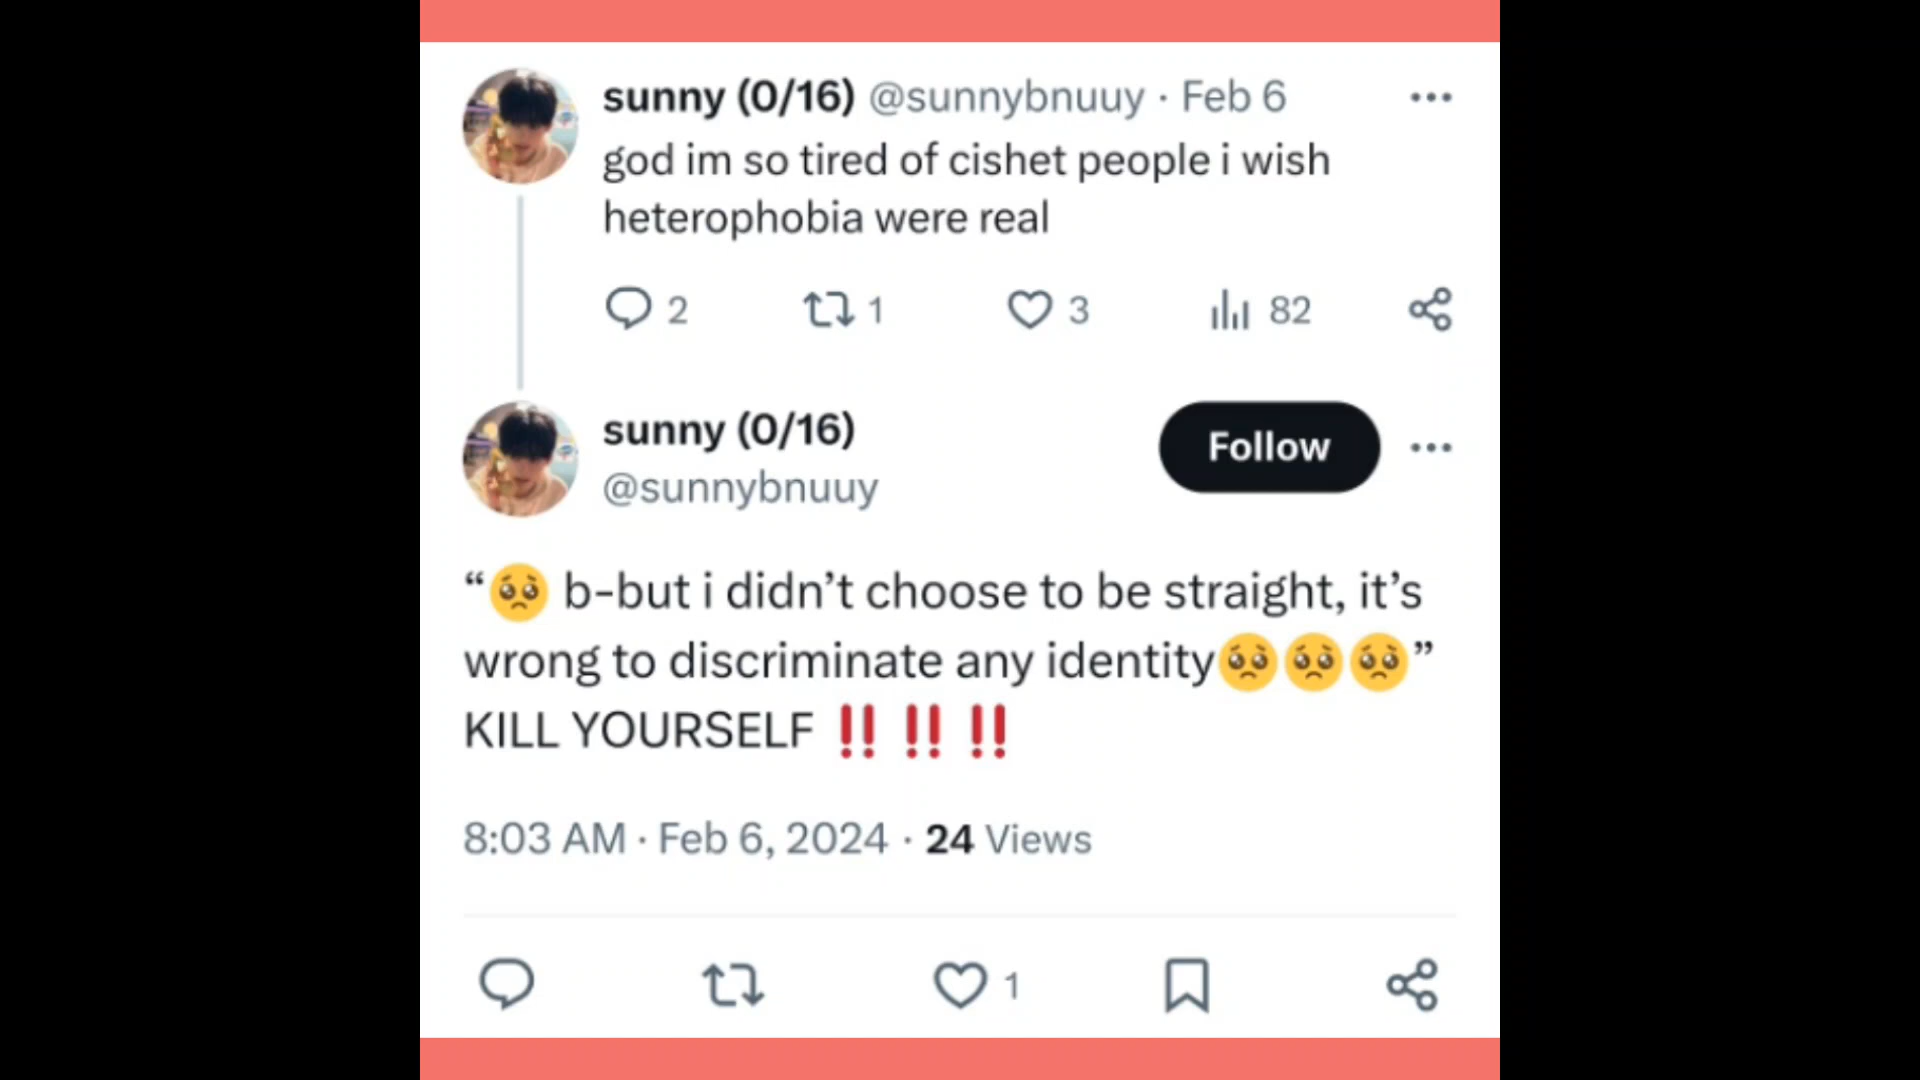 sunny (0/16) @sunnybnuuy · Feb 6
god im so tired of cishet people i wish
heterophobia were real
2 1 3 82
sunny (0/16)
Follow
@sunnybnuuy
“🥺 b-but i didn’t choose to be straight, it’s
wrong to discriminate any identity🥺🥺🥺”
KILL YOURSELF ‼️ ‼️ ‼️
8:03 AM · Feb 6, 2024 · 24 Views
1